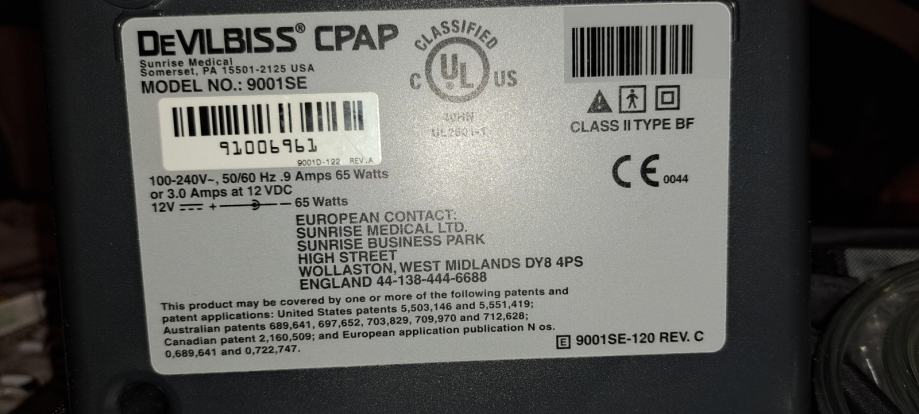 DEVILBISS® CPAP
Sunrise Medical
Somerset, PA 15501-2125 USA
MODEL NO.: 9001SE
91006961
9001D-122 REV.A
CLASSIFIED
C UL US
UL2601-1
CLASS II TYPE BF
CE 0044
100-240V~, 50/60 Hz .9 Amps 65 Watts
or 3.0 Amps at 12 VDC
12V + — 65 Watts
EUROPEAN CONTACT:
SUNRISE MEDICAL LTD.
SUNRISE BUSINESS PARK
HIGH STREET
WOLLASTON, WEST MIDLANDS DY8 4PS
ENGLAND 44-138-444-6688
This product may be covered by one or more of the following patents and
patent applications: United States patents 5,503,146 and 5,551,419;
Australian patents 689,641, 697,652, 703,829, 709,970 and 712,628;
Canadian patent 2,160,509; and European application publication N os.
0,689,641 and 0,722,747.
E 9001SE-120 REV. C